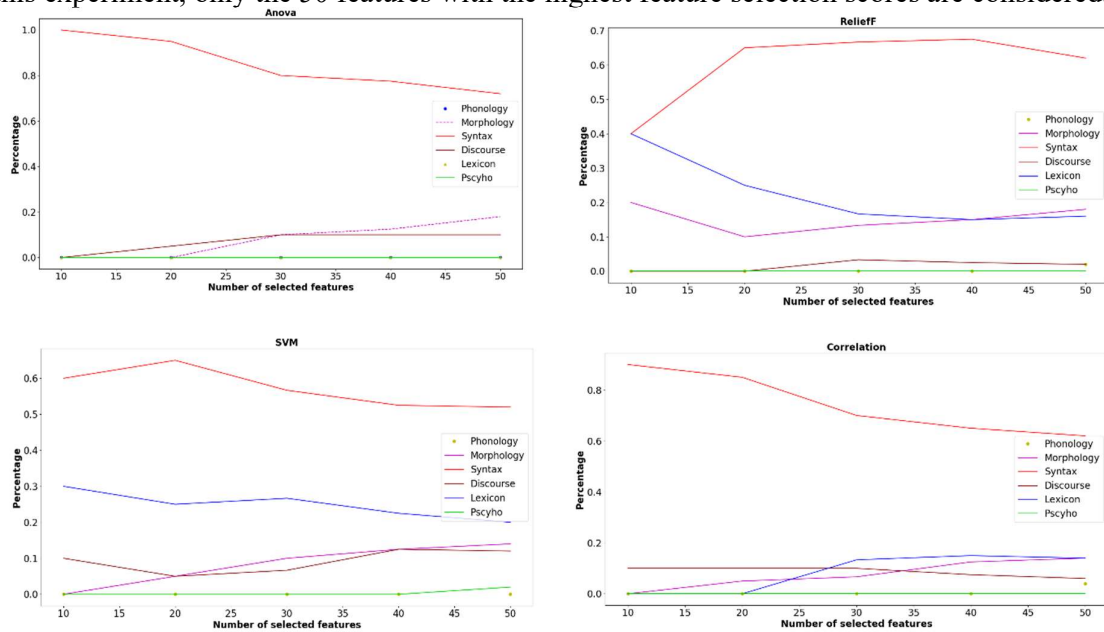 this experiment, only the 50 features with the highest feature selection scores are considered
Anova
Percentage
1.0
0.8
0.6
0.4
0.2
0.0
Phonology
Morphology
Syntax
Discourse
Lexicon
Pscyho
10 15 20 25 30 35 40 45 50
Number of selected features
ReliefF
Percentage
0.7
0.6
0.5
0.4
0.3
0.2
0.1
0.0
Phonology
Morphology
Syntax
Discourse
Lexicon
Pscyho
10 15 20 25 30 35 40 45 50
Number of selected features
SVM
Percentage
0.6
0.5
0.4
0.3
0.2
0.1
0.0
Phonology
Morphology
Syntax
Discourse
Lexicon
Pscyho
10 15 20 25 30 35 40 45 50
Number of selected features
Correlation
Percentage
0.8
0.6
0.4
0.2
0.0
Phonology
Morphology
Syntax
Discourse
Lexicon
Pscyho
10 15 20 25 30 35 40 45 50
Number of selected features